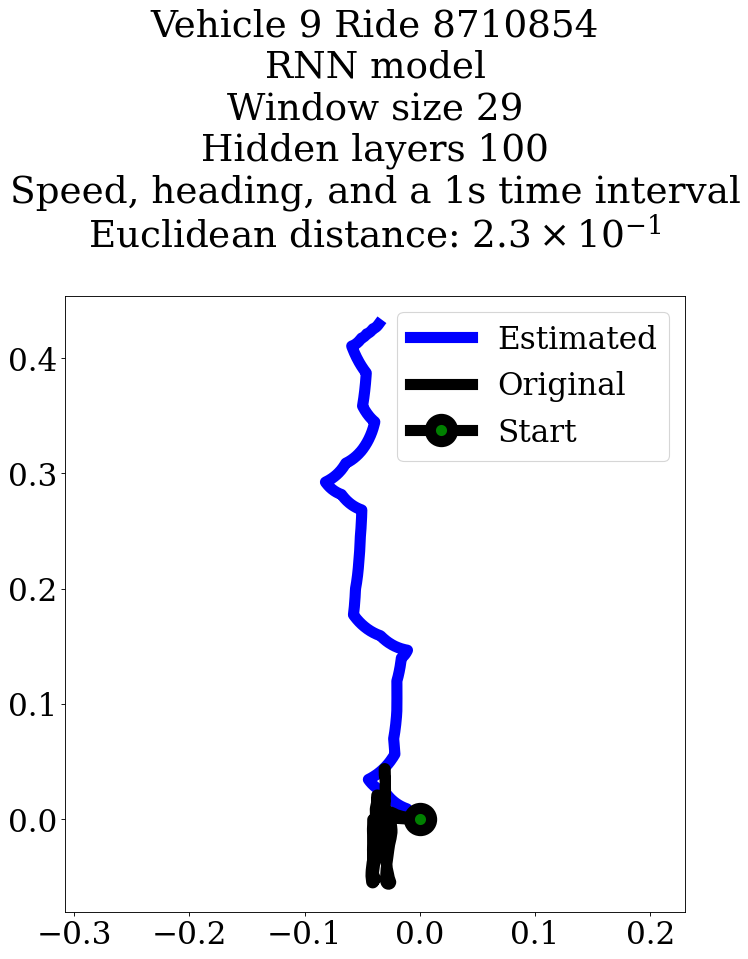 Vehicle 9 Ride 8710854
RNN model
Window size 29
Hidden layers 100
Speed, heading, and a 1s time interval
Euclidean distance: 2.3 × 10⁻¹
Estimated
Original
Start
0.4
0.3
0.2
0.1
0.0
−0.3 −0.2 −0.1 0.0 0.1 0.2